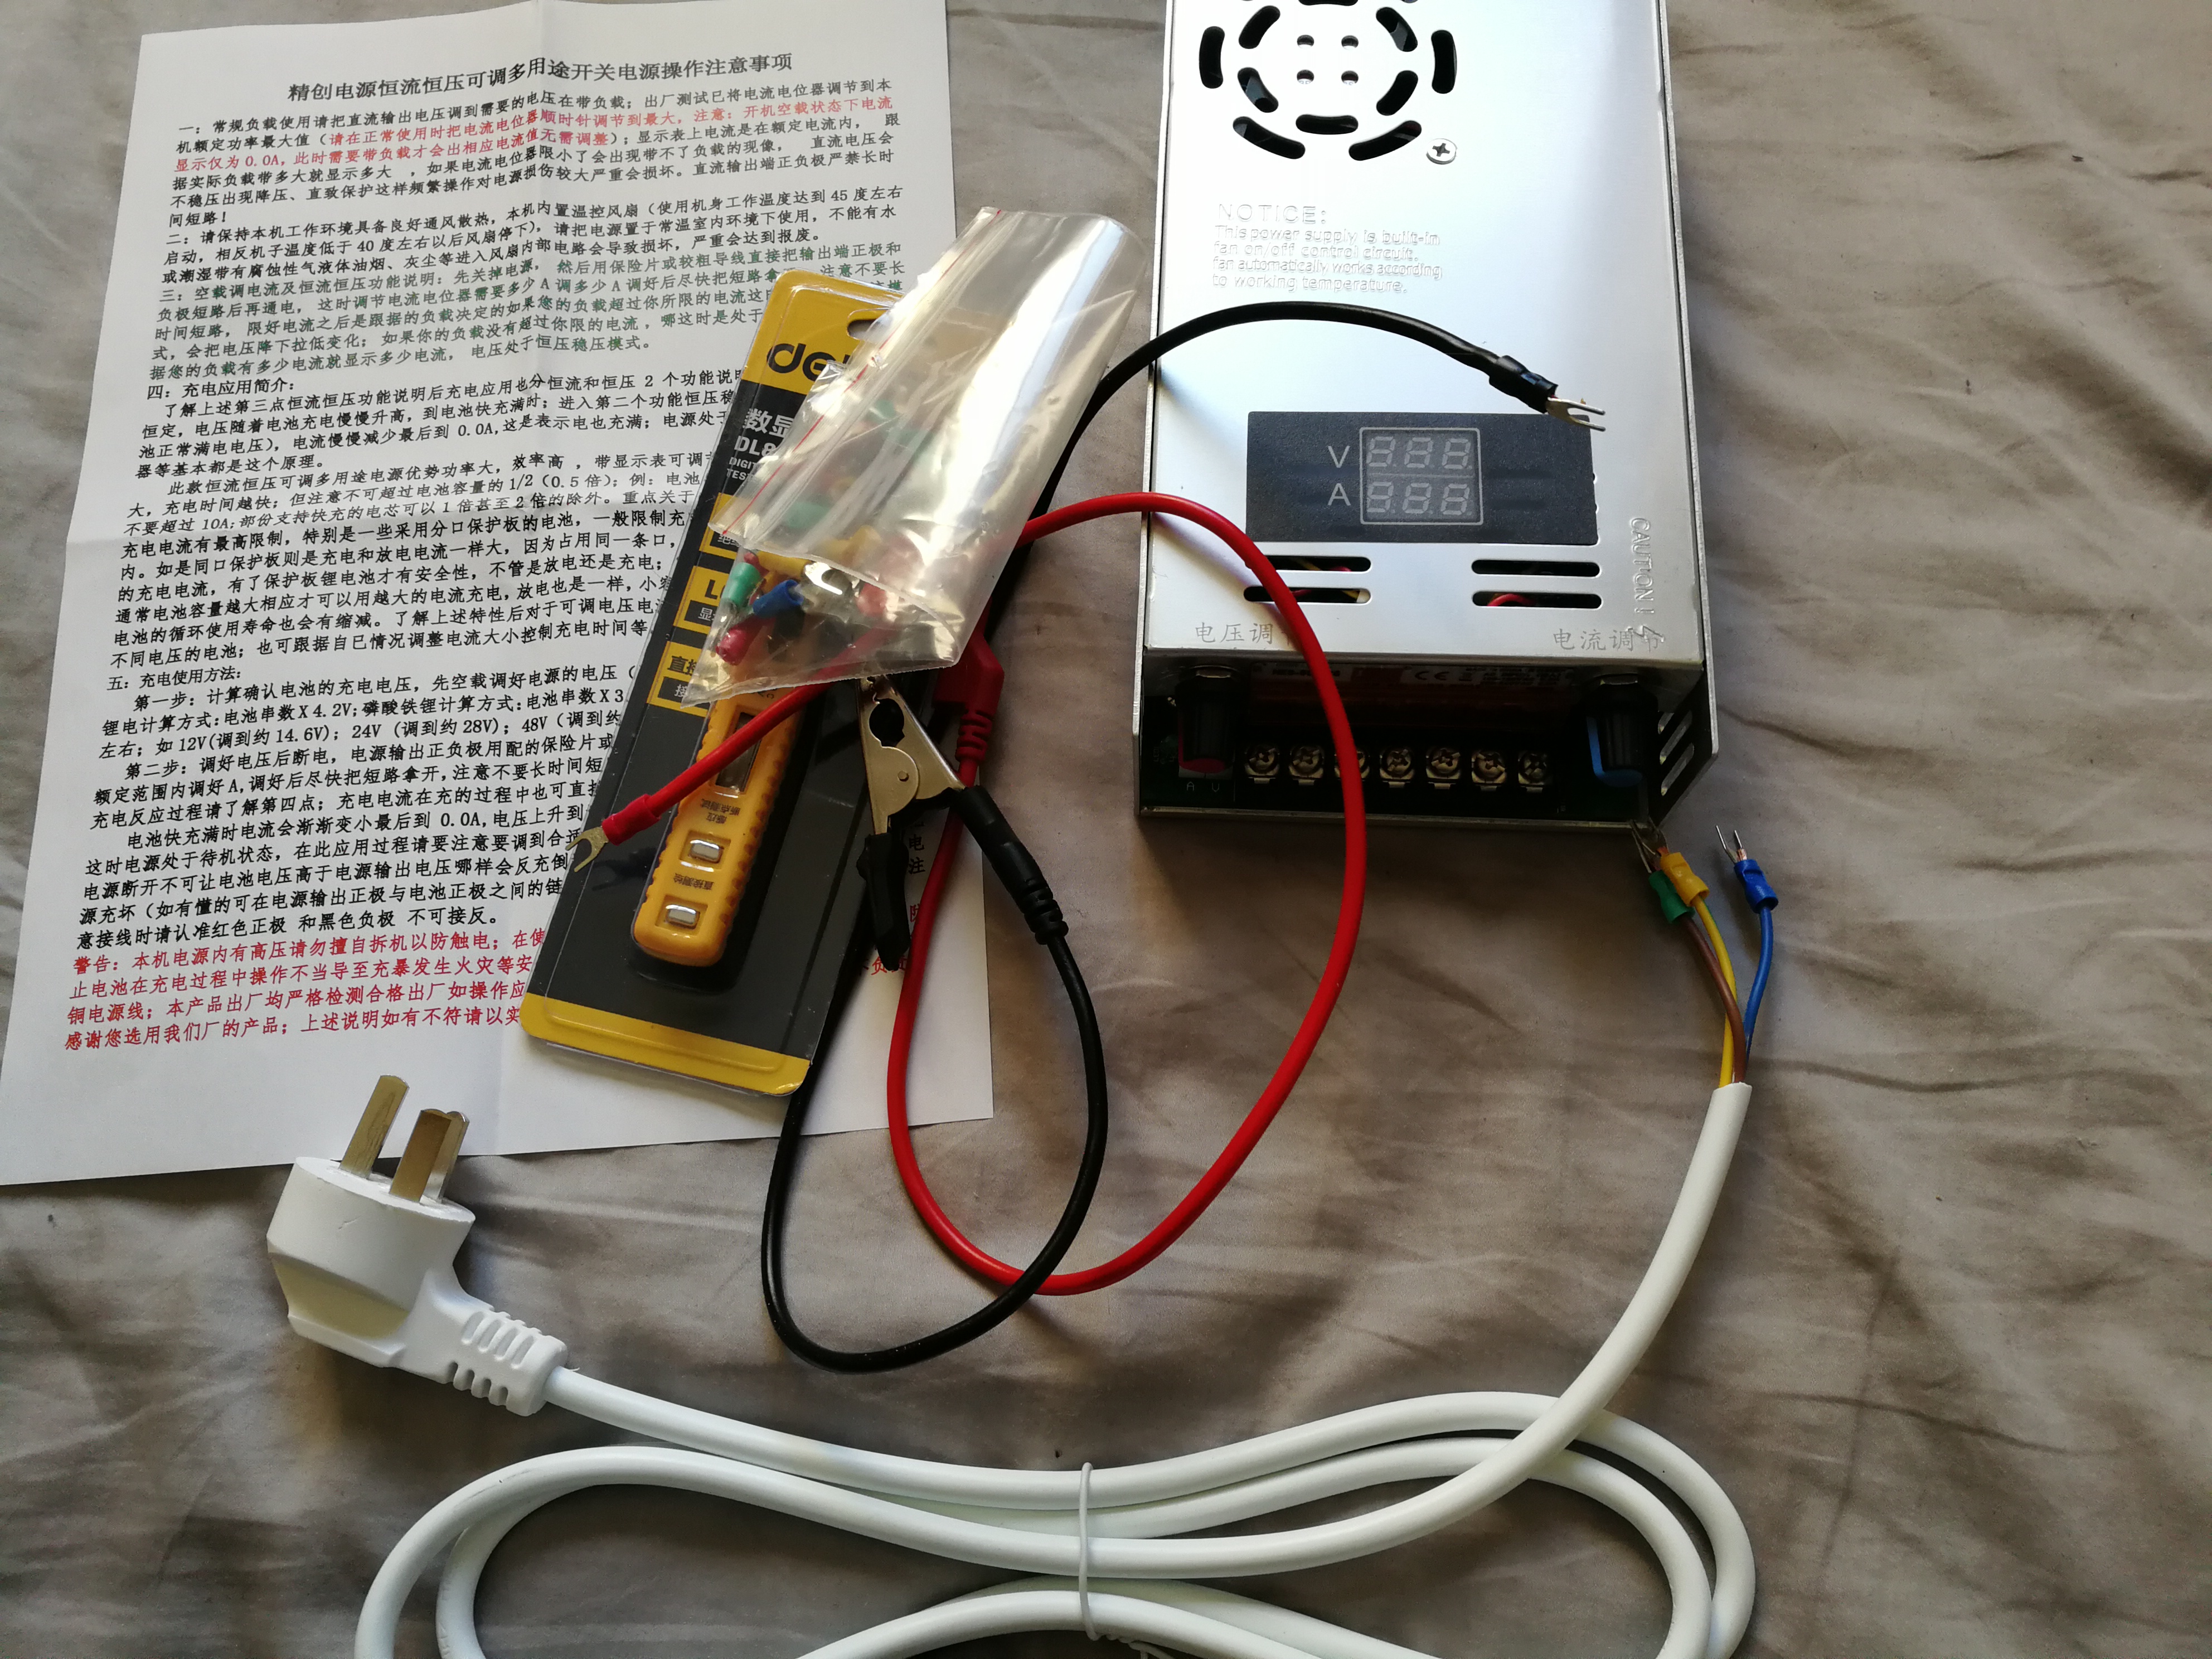 精创电源恒流恒压可调多用途开关电源操作注意事项
一：常规负载使用请把直流输出电压调到需要的电压在带负载；出厂测试已将电流电位器调节到本
机额定功率最大值（请在正常使用时把电流电位器顺时针调节到最大，注意：开机空载状态下电流
显示仅为 0.0A，此时需要带负载才会出相应电流值无需调整）；显示表上电流是在额定电流内， 跟
据实际负载带多大就显示多大 ，如果电流电位器限小了会出现带不了负载的现像， 直流电压会
不稳压出现降压、直致保护这样频繁操作对电源损伤较大严重会损坏。直流输出端正负极严禁长时
间短路！
二：请保持本机工作环境具备良好通风散热，本机内置温控风扇（使用机身工作温度达到 45 度左右
启动，相反机子温度低于 40 度左右以后风扇停下），请把电源置于常温室内环境下使用，不能有水
或潮湿带有腐蚀性气液体油烟、灰尘等进入风扇内部电路会导致损坏，严重会达到报废。
三：空载调电流及恒流恒压功能说明：先关掉电源， 然后用保险片或较粗导线直接把输出端正极和
负极短路后再通电， 这时调节电流电位器需要多少 A 调多少 A 调好后尽快把短路拿 注意不要长
时间短路， 限好电流之后是跟据的负载决定的如果您的负载超过你所限的电流这
式，会把电压降下拉低变化；如果你的负载没有超过你限的电流，哪这时是处于
据您的负载有多少电流就显示多少电流， 电压处于恒压稳压模式。
四：充电应用简介：
了解上述第三点恒流恒压功能说明后充电应用也分恒流和恒压 2 个功能说
恒定，电压随着电池充电慢慢升高，到电池快充满时；进入第二个功能恒压
池正常满电电压），电流慢慢减少最后到 0.0A,这是表示电也充满；电源处于
器等基本都是这个原理。
此款恒流恒压可调多用途电源优势功率大，效率高 ，带显示表可调
大，充电时间越快；但注意不可超过电池容量的 1/2（0.5 倍）；例：电池
不要超过 10A;部份支持快充的电芯可以 1 倍甚至 2 倍的除外。重点关于
充电电流有最高限制，特别是一些采用分口保护板的电池，一般限制充
内。如是同口保护板则是充电和放电电流一样大，因为占用同一条口，
的充电电流，有了保护板锂电池才有安全性，不管是放电还是充电；
通常电池容量越大相应才可以用越大的电流充电，放电也是一样，小容
电池的循环使用寿命也会有缩减。了解上述特性后对于可调电压电
不同电压的电池；也可跟据自已情况调整电流大小控制充电时间等
五：充电使用方法：
第一步：计算确认电池的充电电压，先空载调好电源的电压（
锂电计算方式:电池串数 X 4.2V;磷酸铁锂计算方式:电池串数 X 3
左右；如 12V(调到约 14.6V)；24V (调到约 28V)；48V（调到约
第二步：调好电压后断电，电源输出正负极用配的保险片或
额定范围内调好 A,调好后尽快把短路拿开,注意不要长时间短
充电反应过程请了解第四点；充电电流在充的过程中也可直接
电池快充满时电流会渐渐变小最后到 0.0A,电压上升到
这时电源处于待机状态，在此应用过程请要注意要调到合适
电源断开不可让电池电压高于电源输出电压哪样会反充倒
源充坏（如有懂的可在电源输出正极与电池正极之间的链
意接线时请认准红色正极 和黑色负极 不可接反。
警告：本机电源内有高压请勿擅自拆机以防触电；在使
止电池在充电过程中操作不当导至充暴发生火灾等安
铜电源线；本产品出厂均严格检测合格出厂如操作应
感谢您选用我们厂的产品；上述说明如有不符请以实
电
注
数显
感应
断点测试
直接测检
NOTICE:
This power supply is built-in
fan on/off control circuit.
fan automatically works according
to working temperature.
V
A
CAUTION!
电压调
电流调节
CE
A V